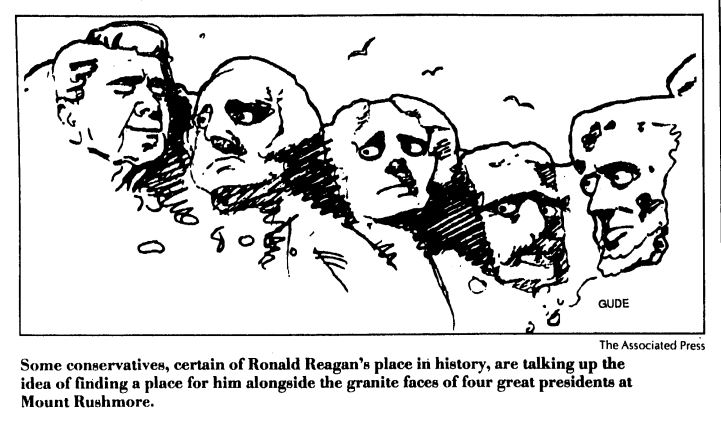 GUDE
The Associated Press
Some conservatives, certain of Ronald Reagan's place in history, are talking up the
idea of finding a place for him alongside the granite faces of four great presidents at
Mount Rushmore.